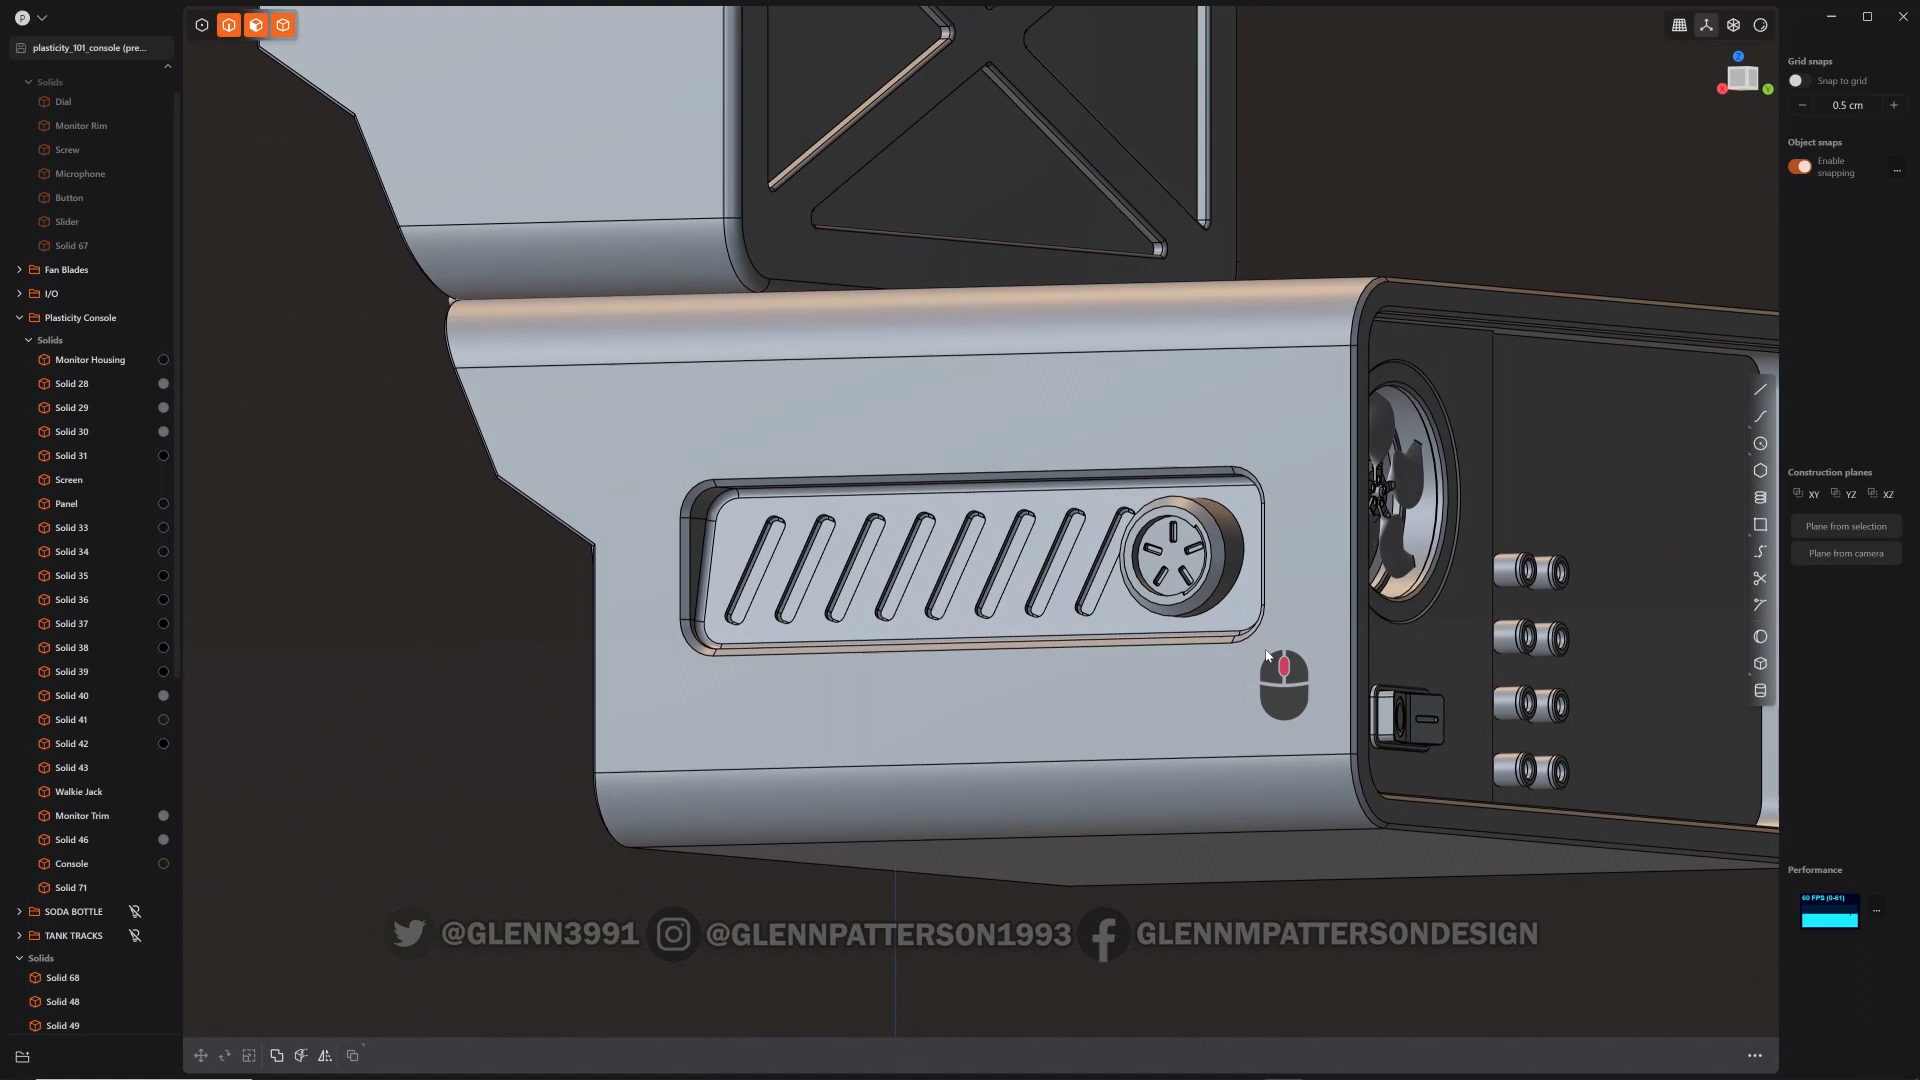 P
plasticity_101_console (pre...
Solids
Dial
Monitor Rim
Screw
Microphone
Button
Slider
Solid 67
Fan Blades
I/O
Plasticity Console
Solids
Monitor Housing
Solid 28
Solid 29
Solid 30
Solid 31
Screen
Panel
Solid 33
Solid 34
Solid 35
Solid 36
Solid 37
Solid 38
Solid 39
Solid 40
Solid 41
Solid 42
Solid 43
Walkie Jack
Monitor Trim
Solid 46
Console
Solid 71
SODA BOTTLE
TANK TRACKS
Solids
Solid 68
Solid 48
Solid 49
Z
X
Y
@GLENN3991 @GLENNPATTERSON1993 GLENNMPATTERSONDESIGN
Grid snaps
Snap to grid
0.5 cm
Object snaps
Enable
snapping
...
Construction planes
XY YZ XZ
Plane from selection
Plane from camera
Performance
60 FPS (0-61)
...